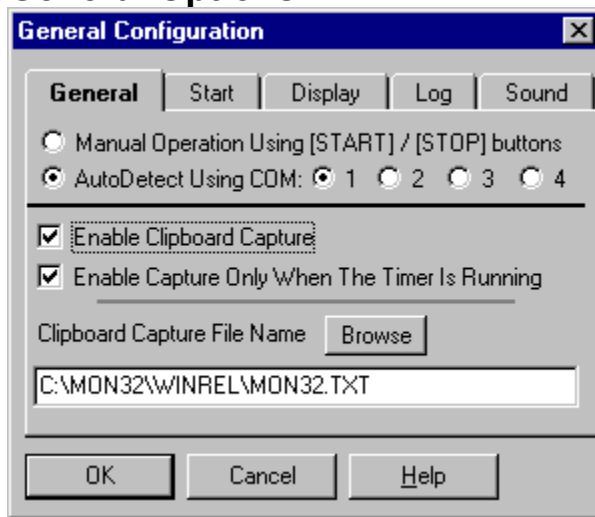 General Configuration
General Start Display Log Sound
Manual Operation Using [START] / [STOP] buttons
AutoDetect Using COM: 1 2 3 4
Enable Clipboard Capture
Enable Capture Only When The Timer Is Running
Clipboard Capture File Name Browse
C:\MON32\WINREL\MON32.TXT
OK Cancel Help